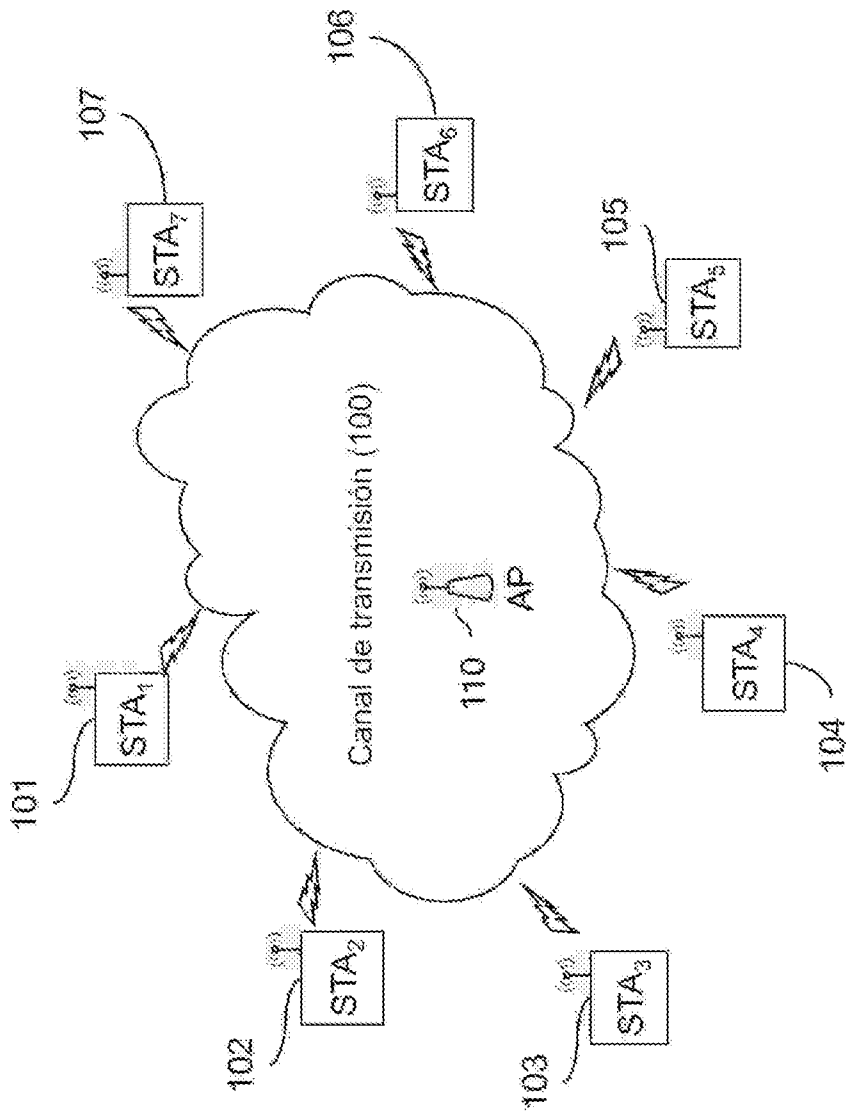 101
STA1
107
STA7
102
STA2
Canal de transmisión (100)
106
STA6
110
AP
103
STA3
105
STA5
104
STA4